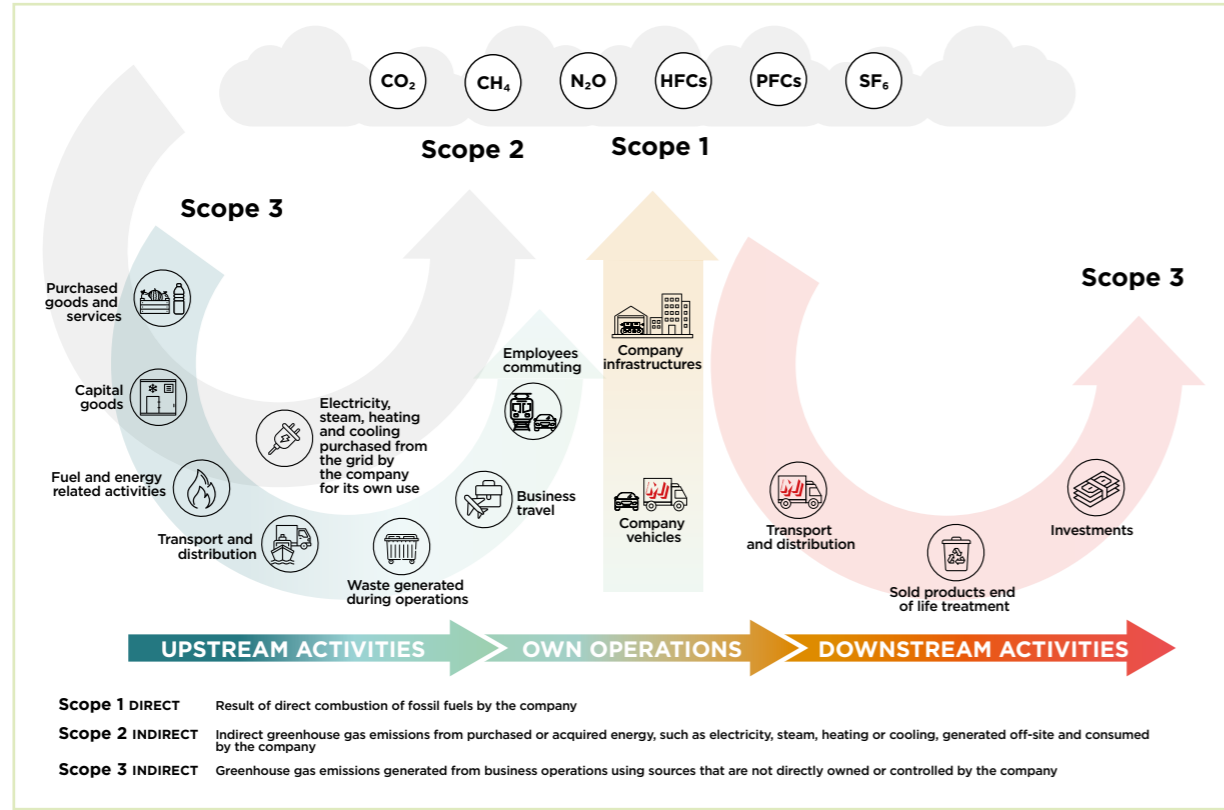 CO₂
CH₄
N₂O
HFCs
PFCs
SF₆
Scope 2
Scope 1
Scope 3
Scope 3
Purchased
goods and
services
Capital
goods
Fuel and energy
related activities
Transport and
distribution
Electricity,
steam, heating
and cooling
purchased from
the grid by
the company
for its own use
Waste generated
during operations
Business
travel
Employees
commuting
Company
infrastructures
Company
vehicles
Transport
and distribution
Sold products end
of life treatment
Investments
UPSTREAM ACTIVITIES
OWN OPERATIONS
DOWNSTREAM ACTIVITIES
Scope 1 DIRECT Result of direct combustion of fossil fuels by the company
Scope 2 INDIRECT Indirect greenhouse gas emissions from purchased or acquired energy, such as electricity, steam, heating or cooling, generated off-site and consumed
by the company
Scope 3 INDIRECT Greenhouse gas emissions generated from business operations using sources that are not directly owned or controlled by the company